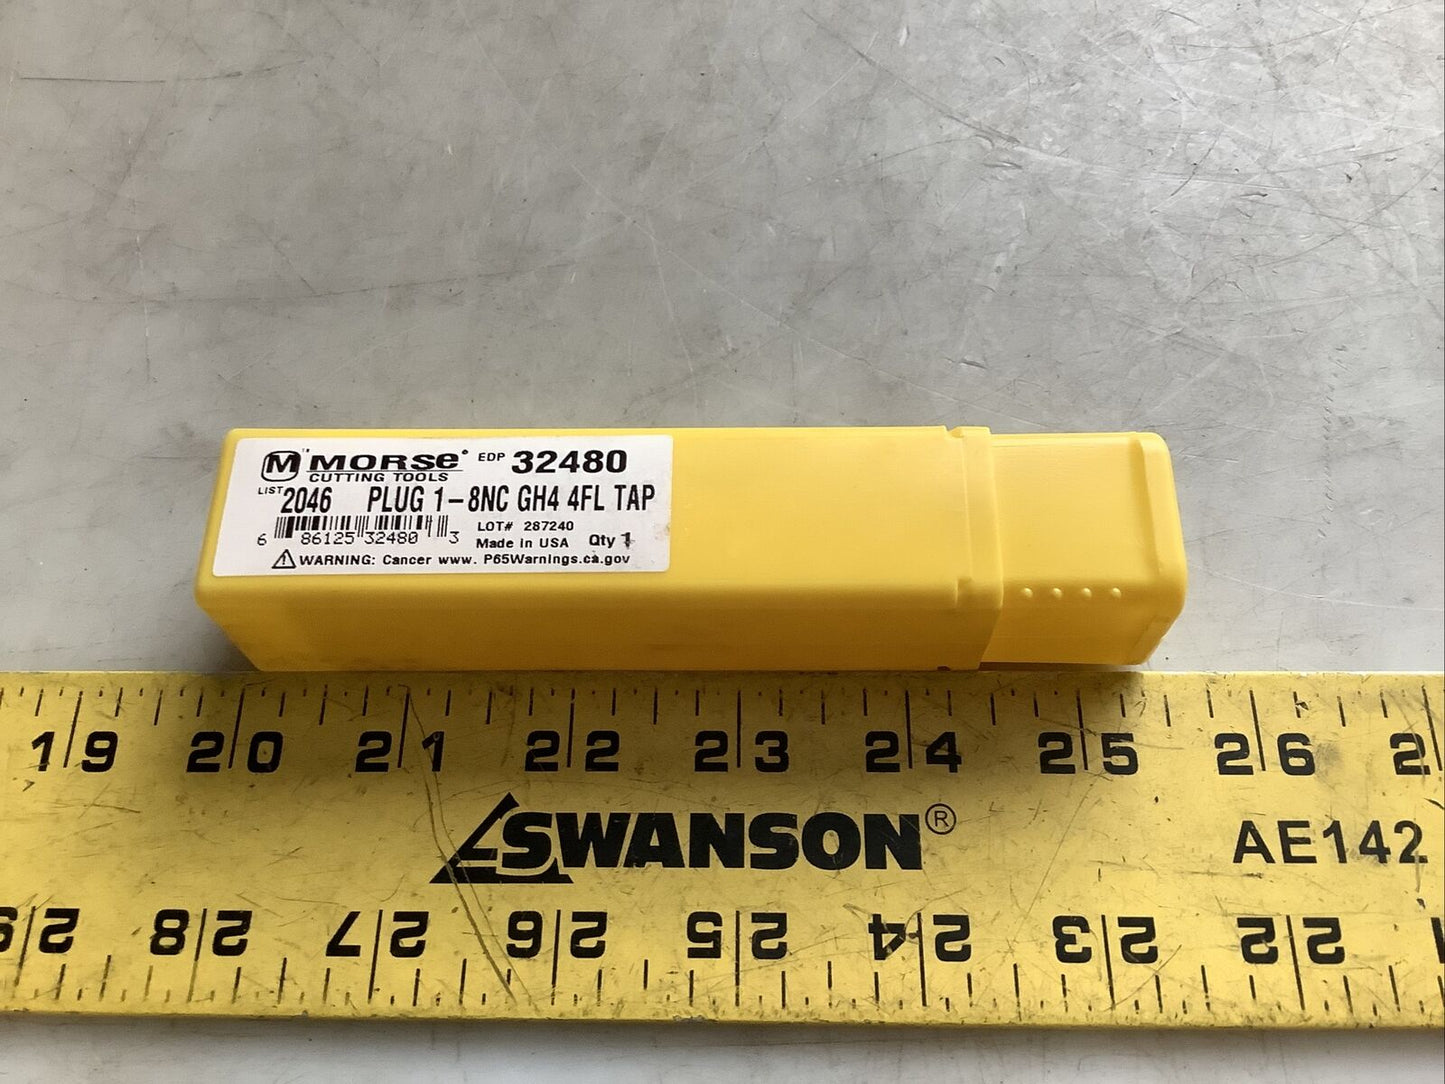 M MORSE EDP 32480
CUTTING TOOLS
LIST 2046 PLUG 1-8NC GH4 4FL TAP
LOT# 287240
6 86125 32480 3
Made in USA Qty 1
⚠ WARNING: Cancer www. P65Warnings.ca.gov
19 20 21 22 23 24 25 26 2
SWANSON®
AE142
29 28 27 26 25 24 23 22